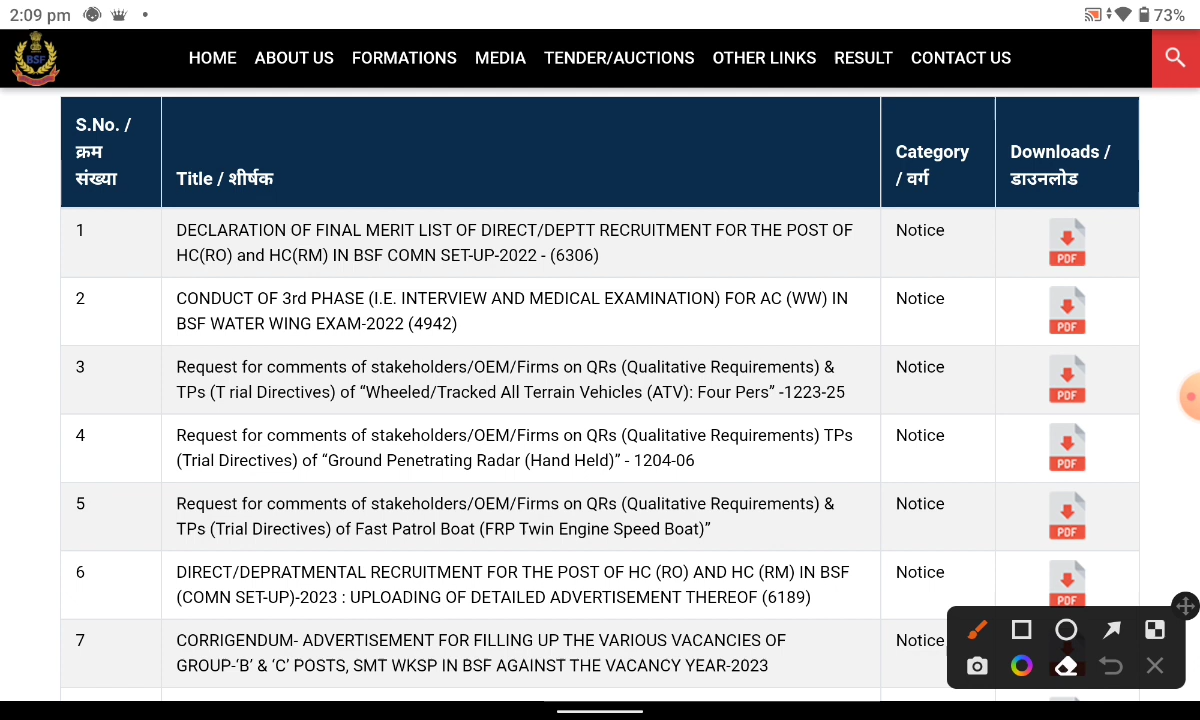 2:09 pm
73%
BSF
HOME ABOUT US FORMATIONS MEDIA TENDER/AUCTIONS OTHER LINKS RESULT CONTACT US
S.No. /
क्रम
संख्या
Title / शीर्षक
Category
/ वर्ग
Downloads /
डाउनलोड
1
DECLARATION OF FINAL MERIT LIST OF DIRECT/DEPTT RECRUITMENT FOR THE POST OF
HC(RO) and HC(RM) IN BSF COMN SET-UP-2022 - (6306)
Notice
PDF
2
CONDUCT OF 3rd PHASE (I.E. INTERVIEW AND MEDICAL EXAMINATION) FOR AC (WW) IN
BSF WATER WING EXAM-2022 (4942)
Notice
PDF
3
Request for comments of stakeholders/OEM/Firms on QRs (Qualitative Requirements) &
TPs (T rial Directives) of “Wheeled/Tracked All Terrain Vehicles (ATV): Four Pers” -1223-25
Notice
PDF
4
Request for comments of stakeholders/OEM/Firms on QRs (Qualitative Requirements) TPs
(Trial Directives) of “Ground Penetrating Radar (Hand Held)” - 1204-06
Notice
PDF
5
Request for comments of stakeholders/OEM/Firms on QRs (Qualitative Requirements) &
TPs (Trial Directives) of Fast Patrol Boat (FRP Twin Engine Speed Boat)”
Notice
PDF
6
DIRECT/DEPRATMENTAL RECRUITMENT FOR THE POST OF HC (RO) AND HC (RM) IN BSF
(COMN SET-UP)-2023 : UPLOADING OF DETAILED ADVERTISEMENT THEREOF (6189)
Notice
PDF
7
CORRIGENDUM- ADVERTISEMENT FOR FILLING UP THE VARIOUS VACANCIES OF
GROUP-‘B’ & ‘C’ POSTS, SMT WKSP IN BSF AGAINST THE VACANCY YEAR-2023
Notice